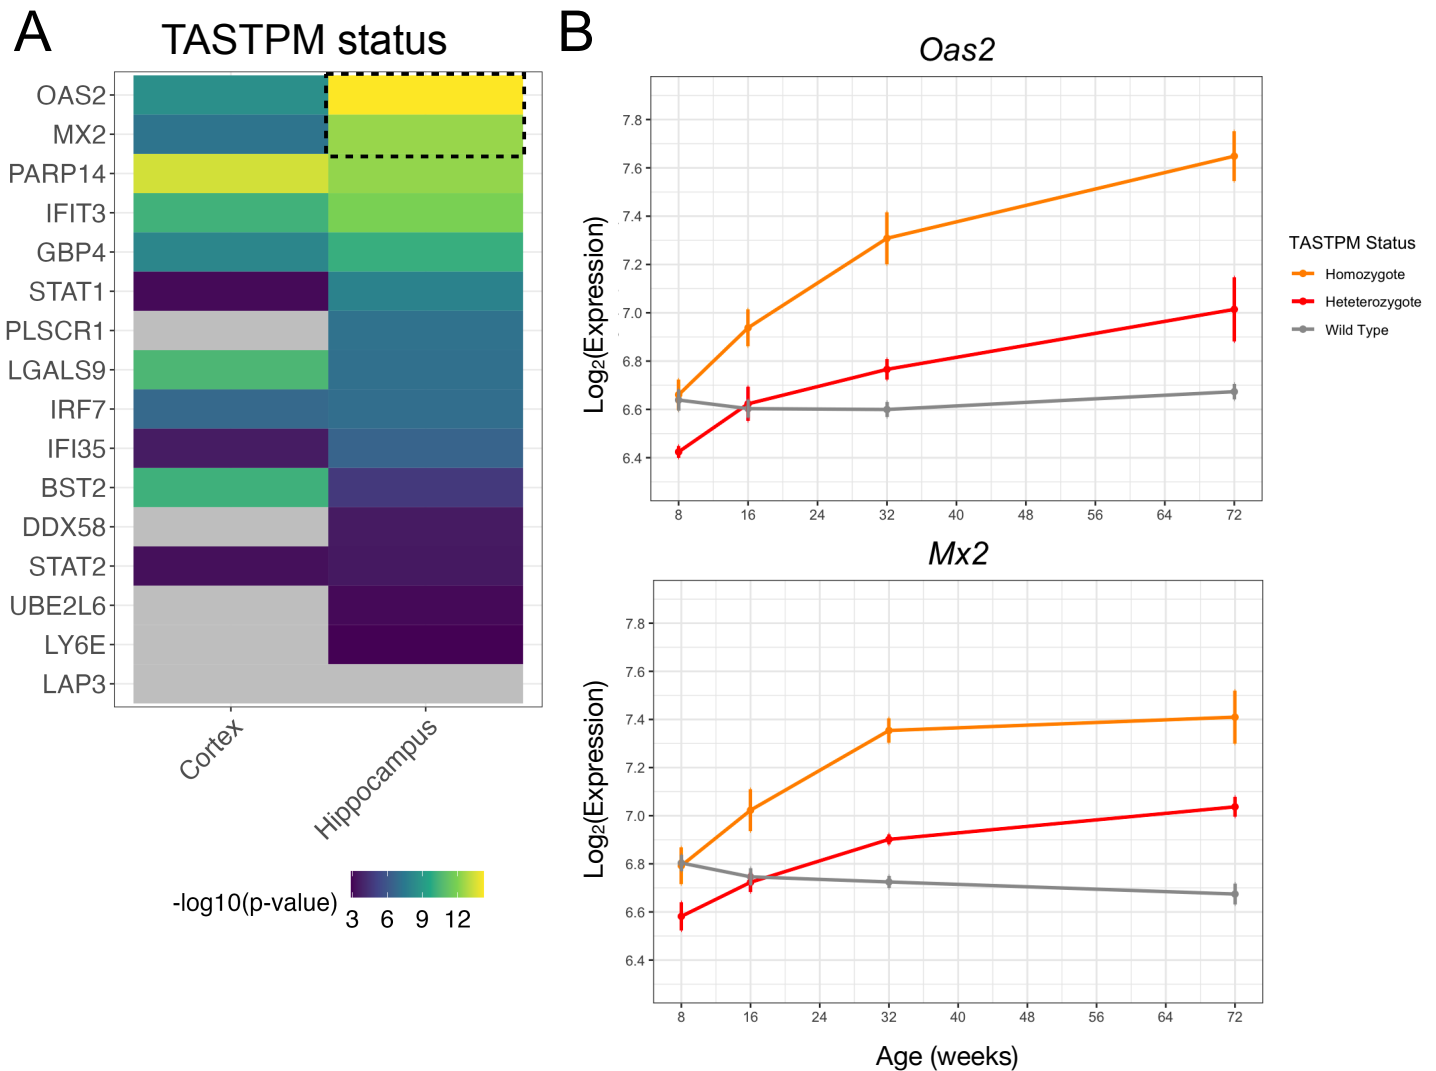 A
TASTPM status
OAS2
MX2
PARP14
IFIT3
GBP4
STAT1
PLSCR1
LGALS9
IRF7
IFI35
BST2
DDX58
STAT2
UBE2L6
LY6E
LAP3
Cortex
Hippocampus
-log10(p-value)
3 6 9 12
B
Oas2
Log2(Expression)
7.8
7.6
7.4
7.2
7.0
6.8
6.6
6.4
8 16 24 32 40 48 56 64 72
TASTPM Status
Homozygote
Heteterozygote
Wild Type
Mx2
Log2(Expression)
7.8
7.6
7.4
7.2
7.0
6.8
6.6
6.4
8 16 24 32 40 48 56 64 72
Age (weeks)